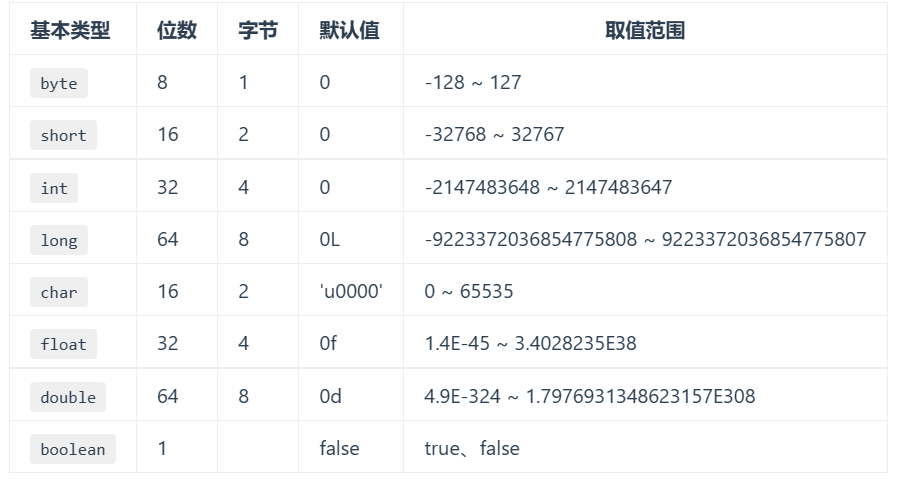 基本类型 位数 字节 默认值 取值范围
byte 8 1 0 -128 ~ 127
short 16 2 0 -32768 ~ 32767
int 32 4 0 -2147483648 ~ 2147483647
long 64 8 0L -9223372036854775808 ~ 9223372036854775807
char 16 2 'u0000' 0 ~ 65535
float 32 4 0f 1.4E-45 ~ 3.4028235E38
double 64 8 0d 4.9E-324 ~ 1.7976931348623157E308
boolean 1 false true、false